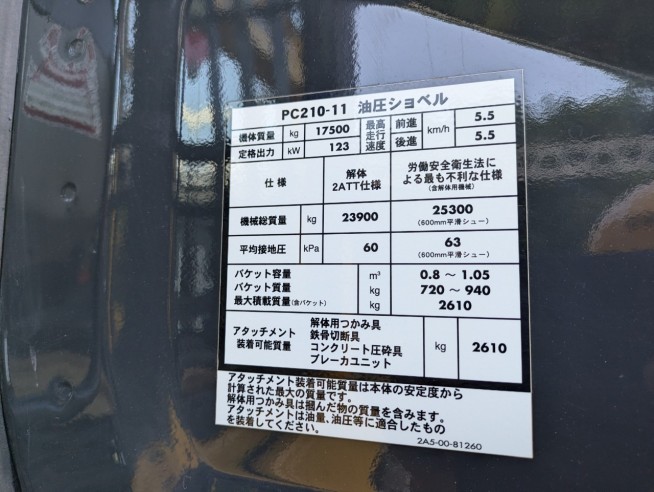 PC210-11 油圧ショベル
機体質量 kg 17500 最高走行速度 前進 km/h 5.5
定格出力 kW 123 後進 5.5
仕様 解体 2ATT仕様 労働安全衛生法による最も不利な仕様 (含解体用機械)
機械総質量 kg 23900 25300 (600mm平滑シュー)
平均接地圧 kPa 60 63 (600mm平滑シュー)
バケット容量 m³ 0.8 ～ 1.05
バケット質量 kg 720 ～ 940
最大積載質量(含バケット) kg 2610
アタッチメント装着可能質量 解体用つかみ具 kg 2610
鉄骨切断具
コンクリート圧砕具
ブレーカユニット
アタッチメント装着可能質量は本体の安定度から
計算された最大の質量です。
解体用つかみ具は掴んだ物の質量を含みます。
アタッチメントは油量、油圧等に適合したもの
を装着してください。
2A5-00-B1260